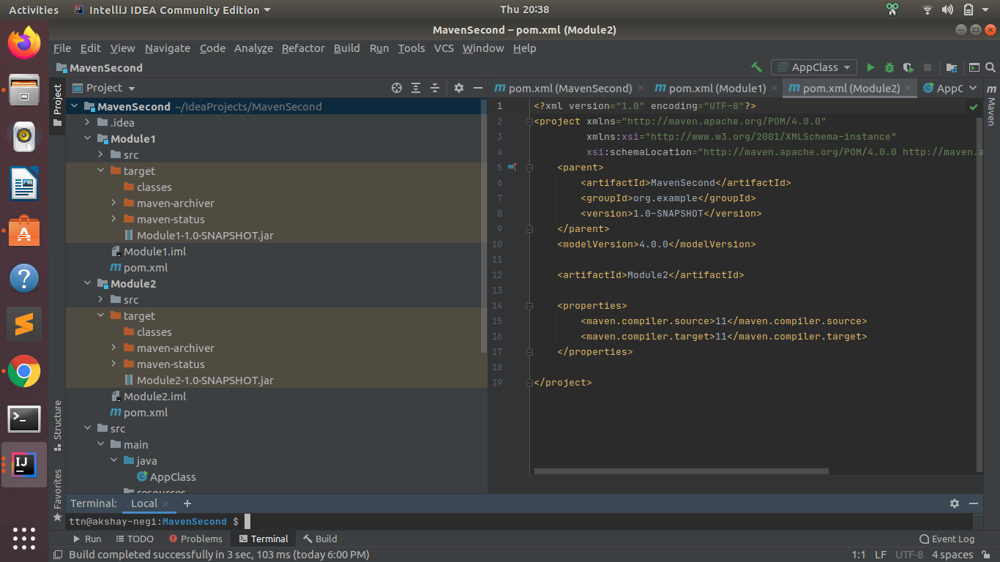 Activities IntelliJ IDEA Community Edition Thu 20:38
MavenSecond – pom.xml (Module2)
File Edit View Navigate Code Analyze Refactor Build Run Tools VCS Window Help
MavenSecond AppClass
Project
Project
pom.xml (MavenSecond) pom.xml (Module1) pom.xml (Module2) AppC
Maven
MavenSecond ~/IdeaProjects/MavenSecond
.idea
Module1
src
target
classes
maven-archiver
maven-status
Module1-1.0-SNAPSHOT.jar
Module1.iml
pom.xml
Module2
src
target
classes
maven-archiver
maven-status
Module2-1.0-SNAPSHOT.jar
Module2.iml
pom.xml
src
main
java
AppClass
resources
Structure
Favorites
1 <?xml version="1.0" encoding="UTF-8"?>
2 <project xmlns="http://maven.apache.org/POM/4.0.0"
3 xmlns:xsi="http://www.w3.org/2001/XMLSchema-instance"
4 xsi:schemaLocation="http://maven.apache.org/POM/4.0.0 http://maven.a
5 <parent>
6 <artifactId>MavenSecond</artifactId>
7 <groupId>org.example</groupId>
8 <version>1.0-SNAPSHOT</version>
9 </parent>
10 <modelVersion>4.0.0</modelVersion>
11
12 <artifactId>Module2</artifactId>
13
14 <properties>
15 <maven.compiler.source>11</maven.compiler.source>
16 <maven.compiler.target>11</maven.compiler.target>
17 </properties>
18
19 </project>
Terminal: Local
ttn@akshay-negi:MavenSecond $
Run TODO Problems Terminal Build Event Log
Build completed successfully in 3 sec, 103 ms (today 6:00 PM) 1:1 LF UTF-8 4 spaces